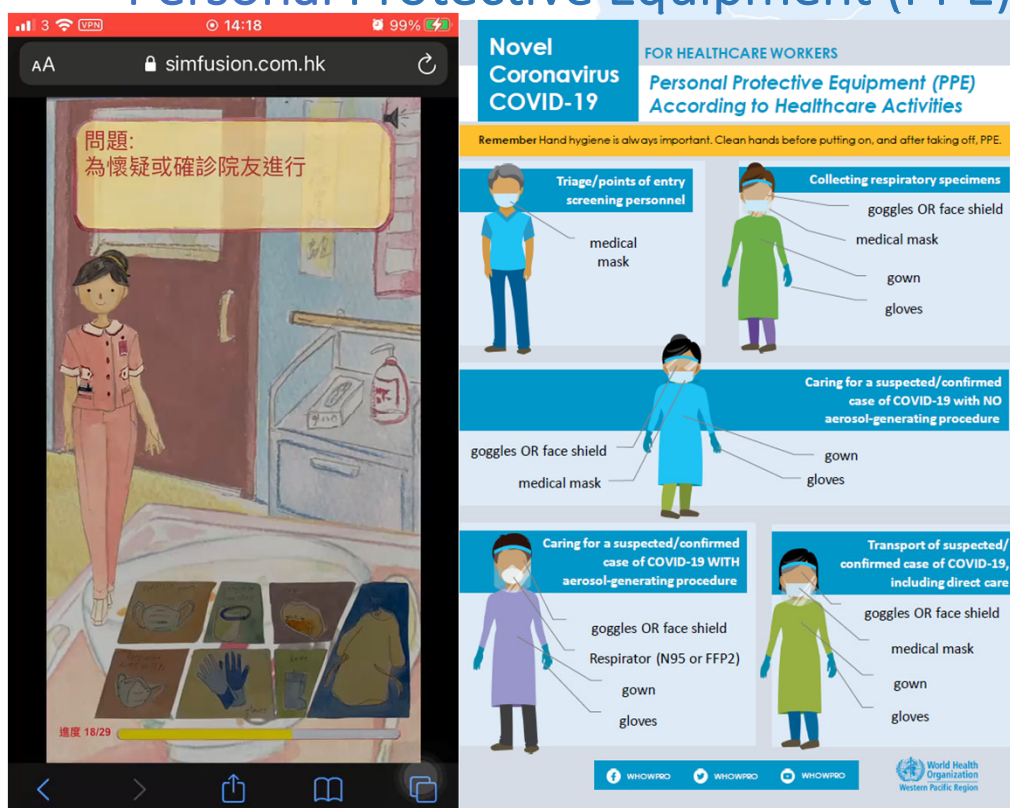 Personal Protective Equipment (PPE)
3 VPN 14:18 99%
AA simfusion.com.hk
問題:
為懷疑或確診院友進行
進度 18/29
Novel
Coronavirus
COVID-19
FOR HEALTHCARE WORKERS
Personal Protective Equipment (PPE)
According to Healthcare Activities
Remember Hand hygiene is always important. Clean hands before putting on, and after taking off, PPE.
Triage/points of entry
screening personnel
medical
mask
Collecting respiratory specimens
goggles OR face shield
medical mask
gown
gloves
Caring for a suspected/confirmed
case of COVID-19 with NO
aerosol-generating procedure
goggles OR face shield
medical mask
gown
gloves
Caring for a suspected/confirmed
case of COVID-19 WITH
aerosol-generating procedure
goggles OR face shield
Respirator (N95 or FFP2)
gown
gloves
Transport of suspected/
confirmed case of COVID-19,
including direct care
goggles OR face shield
medical mask
gown
gloves
WHOWPRO WHOWPRO WHOWPRO
World Health
Organization
Western Pacific Region